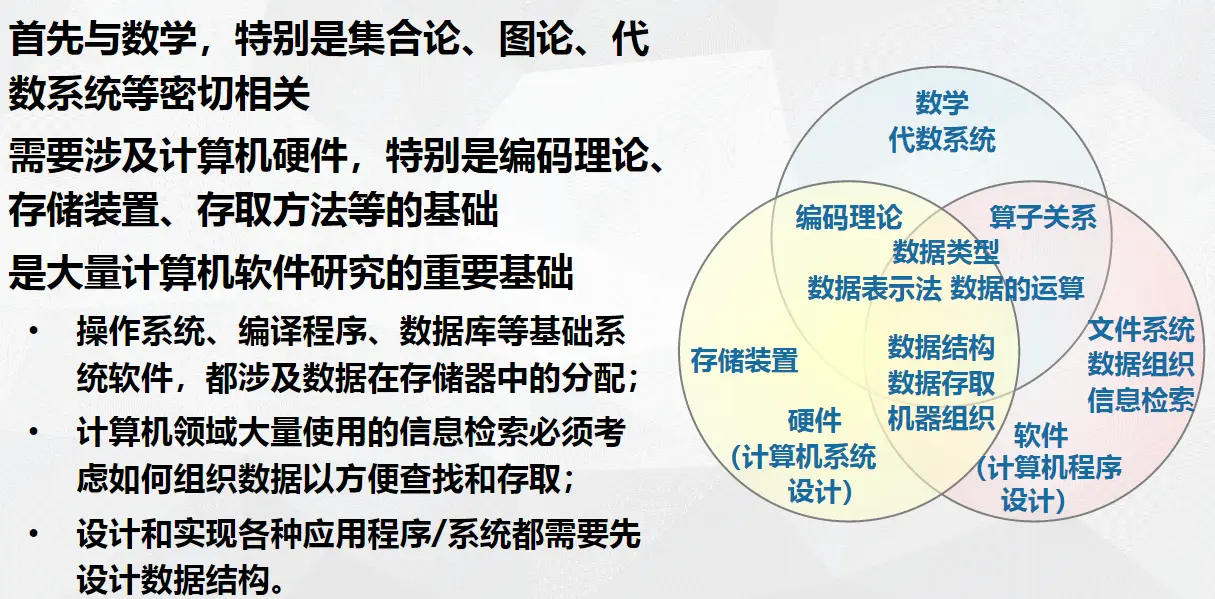 首先与数学，特别是集合论、图论、代
数系统等密切相关
需要涉及计算机硬件，特别是编码理论、
存储装置、存取方法等的基础
是大量计算机软件研究的重要基础
• 操作系统、编译程序、数据库等基础系
统软件，都涉及数据在存储器中的分配；
• 计算机领域大量使用的信息检索必须考
虑如何组织数据以方便查找和存取；
• 设计和实现各种应用程序/系统都需要先
设计数据结构。
数学
代数系统
编码理论
算子关系
数据类型
数据表示法 数据的运算
存储装置
数据结构
数据存取
机器组织
文件系统
数据组织
信息检索
硬件
（计算机系统
设计）
软件
（计算机程序
设计）